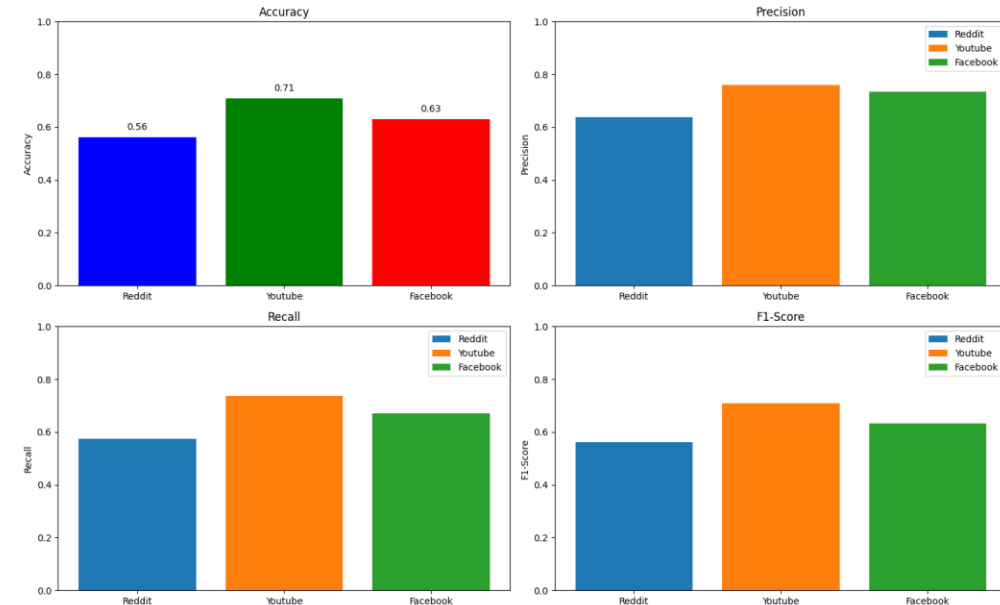 Accuracy
1.0
0.8
0.6
0.4
0.2
0.0
Accuracy
0.56
0.71
0.63
Reddit Youtube Facebook
Precision
1.0
0.8
0.6
0.4
0.2
0.0
Precision
Reddit
Youtube
Facebook
Reddit Youtube Facebook
Recall
1.0
0.8
0.6
0.4
0.2
0.0
Recall
Reddit
Youtube
Facebook
Reddit Youtube Facebook
F1-Score
1.0
0.8
0.6
0.4
0.2
0.0
F1-Score
Reddit
Youtube
Facebook
Reddit Youtube Facebook